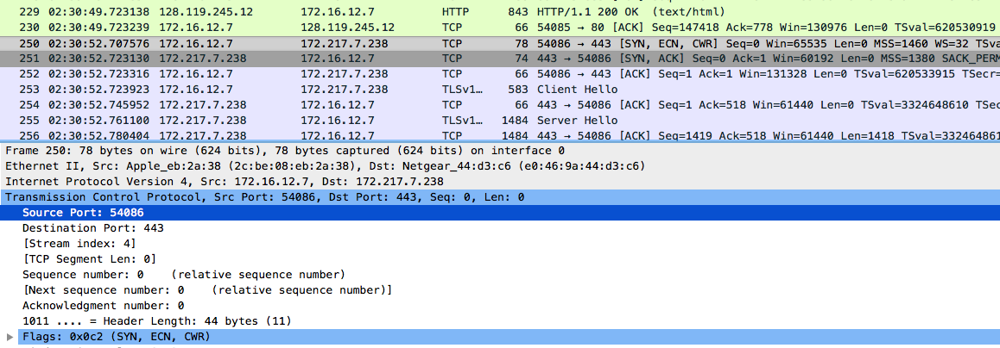 229 02:30:49.723138 128.119.245.12 172.16.12.7 HTTP 843 HTTP/1.1 200 OK (text/html)
230 02:30:49.723239 172.16.12.7 128.119.245.12 TCP 66 54085 → 80 [ACK] Seq=147418 Ack=778 Win=130976 Len=0 TSval=620530919
250 02:30:52.707576 172.16.12.7 172.217.7.238 TCP 78 54086 → 443 [SYN, ECN, CWR] Seq=0 Win=65535 Len=0 MSS=1460 WS=32 TSva
251 02:30:52.723130 172.217.7.238 172.16.12.7 TCP 74 443 → 54086 [SYN, ACK] Seq=0 Ack=1 Win=60192 Len=0 MSS=1380 SACK_PERM
252 02:30:52.723316 172.16.12.7 172.217.7.238 TCP 66 54086 → 443 [ACK] Seq=1 Ack=1 Win=131328 Len=0 TSval=620533915 TSecr=
253 02:30:52.723923 172.16.12.7 172.217.7.238 TLSv1… 583 Client Hello
254 02:30:52.745952 172.217.7.238 172.16.12.7 TCP 66 443 → 54086 [ACK] Seq=1 Ack=518 Win=61440 Len=0 TSval=3324648610 TSec
255 02:30:52.761100 172.217.7.238 172.16.12.7 TLSv1… 1484 Server Hello
256 02:30:52.780404 172.217.7.238 172.16.12.7 TCP 1484 443 → 54086 [ACK] Seq=1419 Ack=518 Win=61440 Len=1418 TSval=332464861
Frame 250: 78 bytes on wire (624 bits), 78 bytes captured (624 bits) on interface 0
Ethernet II, Src: Apple_eb:2a:38 (2c:be:08:eb:2a:38), Dst: Netgear_44:d3:c6 (e0:46:9a:44:d3:c6)
Internet Protocol Version 4, Src: 172.16.12.7, Dst: 172.217.7.238
Transmission Control Protocol, Src Port: 54086, Dst Port: 443, Seq: 0, Len: 0
Source Port: 54086
Destination Port: 443
[Stream index: 4]
[TCP Segment Len: 0]
Sequence number: 0 (relative sequence number)
[Next sequence number: 0 (relative sequence number)]
Acknowledgment number: 0
1011 .... = Header Length: 44 bytes (11)
Flags: 0x0c2 (SYN, ECN, CWR)